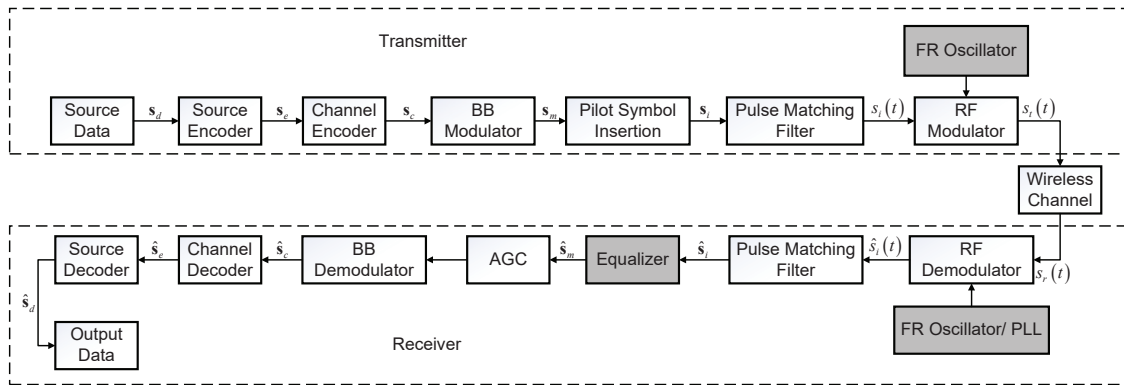 Transmitter
FR Oscillator
Source
Data
s_d
Source
Encoder
s_e
Channel
Encoder
s_c
BB
Modulator
s_m
Pilot Symbol
Insertion
s_i
Pulse Matching
Filter
s_i(t)
RF
Modulator
s_t(t)
Wireless
Channel
Source
Decoder
ŝ_e
Channel
Decoder
ŝ_c
BB
Demodulator
AGC
ŝ_m
Equalizer
ŝ_i
Pulse Matching
Filter
ŝ_i(t)
RF
Demodulator
s_r(t)
ŝ_d
Output
Data
Receiver
FR Oscillator/ PLL